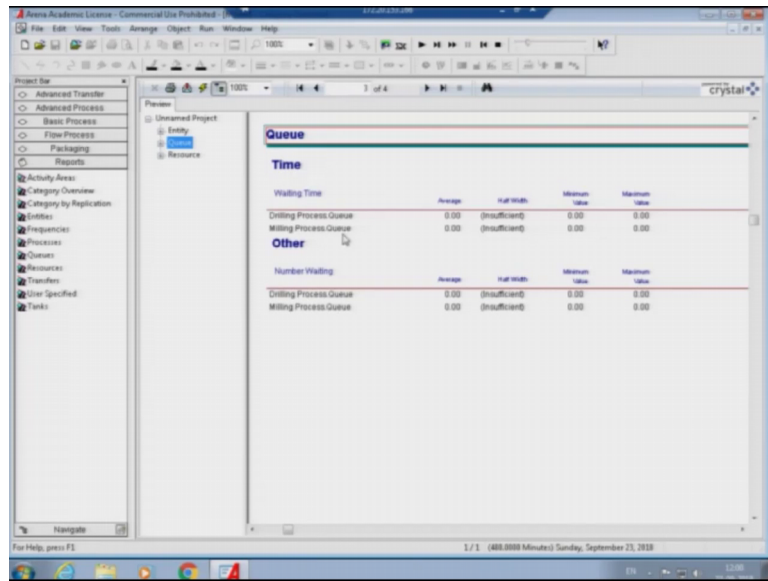 Arena Academic License - Commercial Use Prohibited - [
File Edit View Tools Arrange Object Run Window Help
100%
Project Bar
Advanced Transfer
Advanced Process
Basic Process
Flow Process
Packaging
Reports
Activity Areas
Category Overview
Category by Replication
Entities
Frequencies
Processes
Queues
Resources
Transfers
User Specified
Tanks
Navigate
100%
3 of 4
crystal
Preview
Unnamed Project
Entity
Queue
Resource
Queue
Time
Waiting Time Average Half Width Minimum Value Maximum Value
Drilling Process.Queue 0.00 (Insufficient) 0.00 0.00
Milling Process.Queue 0.00 (Insufficient) 0.00 0.00
Other
Number Waiting Average Half Width Minimum Value Maximum Value
Drilling Process.Queue 0.00 (Insufficient) 0.00 0.00
Milling Process.Queue 0.00 (Insufficient) 0.00 0.00
For Help, press F1
1/1 (480.0000 Minutes) Sunday, September 23, 2018
EN
12:00